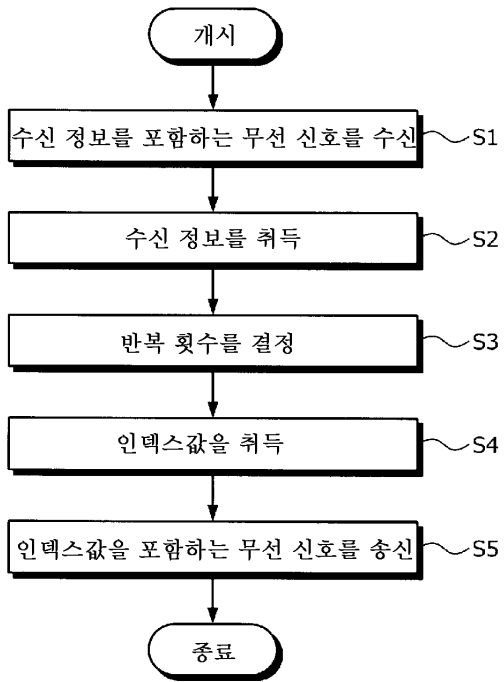 개시
수신 정보를 포함하는 무선 신호를 수신 S1
수신 정보를 취득 S2
반복 횟수를 결정 S3
인덱스값을 취득 S4
인덱스값을 포함하는 무선 신호를 송신 S5
종료